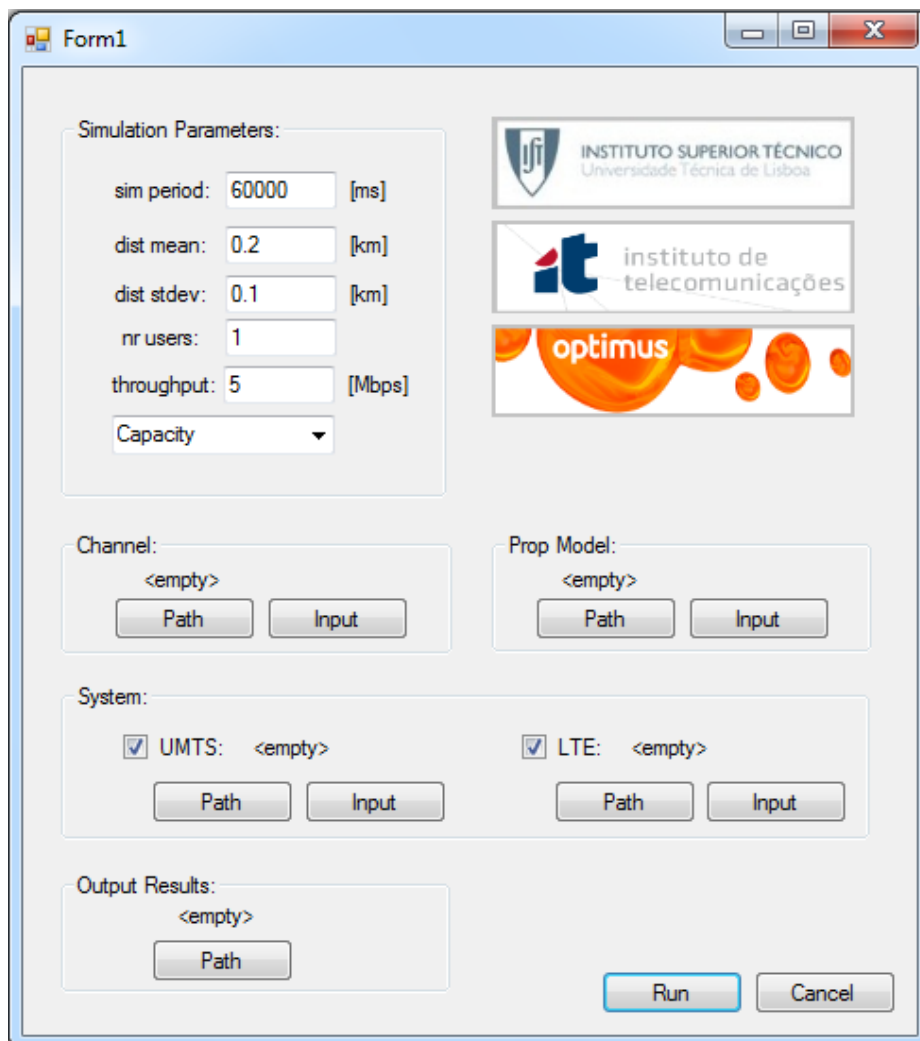 Form1
Simulation Parameters:
sim period: 60000 [ms]
dist mean: 0.2 [km]
dist stdev: 0.1 [km]
nr users: 1
throughput: 5 [Mbps]
Capacity
IST
INSTITUTO SUPERIOR TÉCNICO
Universidade Técnica de Lisboa
it
instituto de
telecomunicações
optimus
Channel:
<empty>
Path Input
Prop Model:
<empty>
Path Input
System:
UMTS: <empty> LTE: <empty>
Path Input Path Input
Output Results:
<empty>
Path
Run Cancel